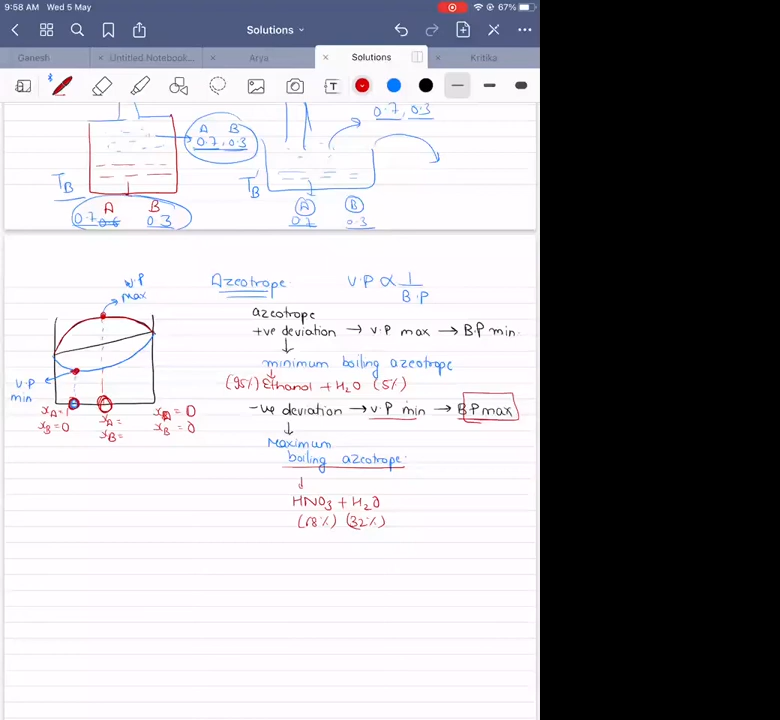 9:58 AM Wed 5 May
67%
Solutions
Ganesh
Untitled Notebook...
Arya
Solutions
Kritika
T
A B
0.7, 0.3
0.7, 0.3
TB
TB'
A B
0.7 0.3
A B
0.7 0.3
V.P max
Azeotrope
V.P ∝ 1/B.P
azeotrope
+ve deviation → v.p max → B.P min
minimum boiling azeotrope
(95%) Ethanol + H2O (5%)
V.P min
-ve deviation → v.p min → B.P max
xA=1 xA= xA=0
xB=0 xB= xB=0
Maximum
boiling azeotrope
HNO3 + H2O
(68%) (32%)